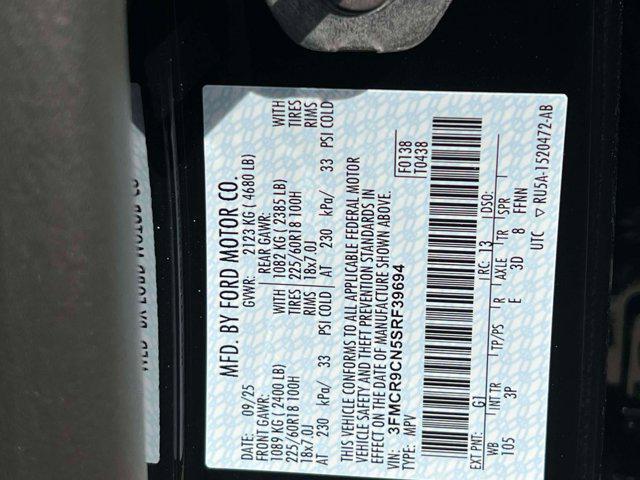 MFD. BY FORD MOTOR CO.
DATE: 09/25 GVWR: 2123 KG ( 4680 LB)
FRONT GAWR: REAR GAWR:
1089 KG ( 2400 LB) WITH 1082 KG ( 2385 LB) WITH
225/60R18 100H TIRES 225/60R18 100H TIRES
18x7.0J RIMS 18x7.0J RIMS
AT 230 kPa/ 33 PSI COLD AT 230 kPa/ 33 PSI COLD
THIS VEHICLE CONFORMS TO ALL APPLICABLE FEDERAL MOTOR
VEHICLE SAFETY AND THEFT PREVENTION STANDARDS IN
EFFECT ON THE DATE OF MANUFACTURE SHOWN ABOVE.
VIN: 3FMCR9CN5SRF39694 F0138
TYPE: MPV T0438
EXT PNT: G1 RC: 13 DSO:
WB INT TR TP/PS R AXLE TR SPR
105 3P E 3D 8 FFNN
UTC ▽ RU5A-1520472-AB